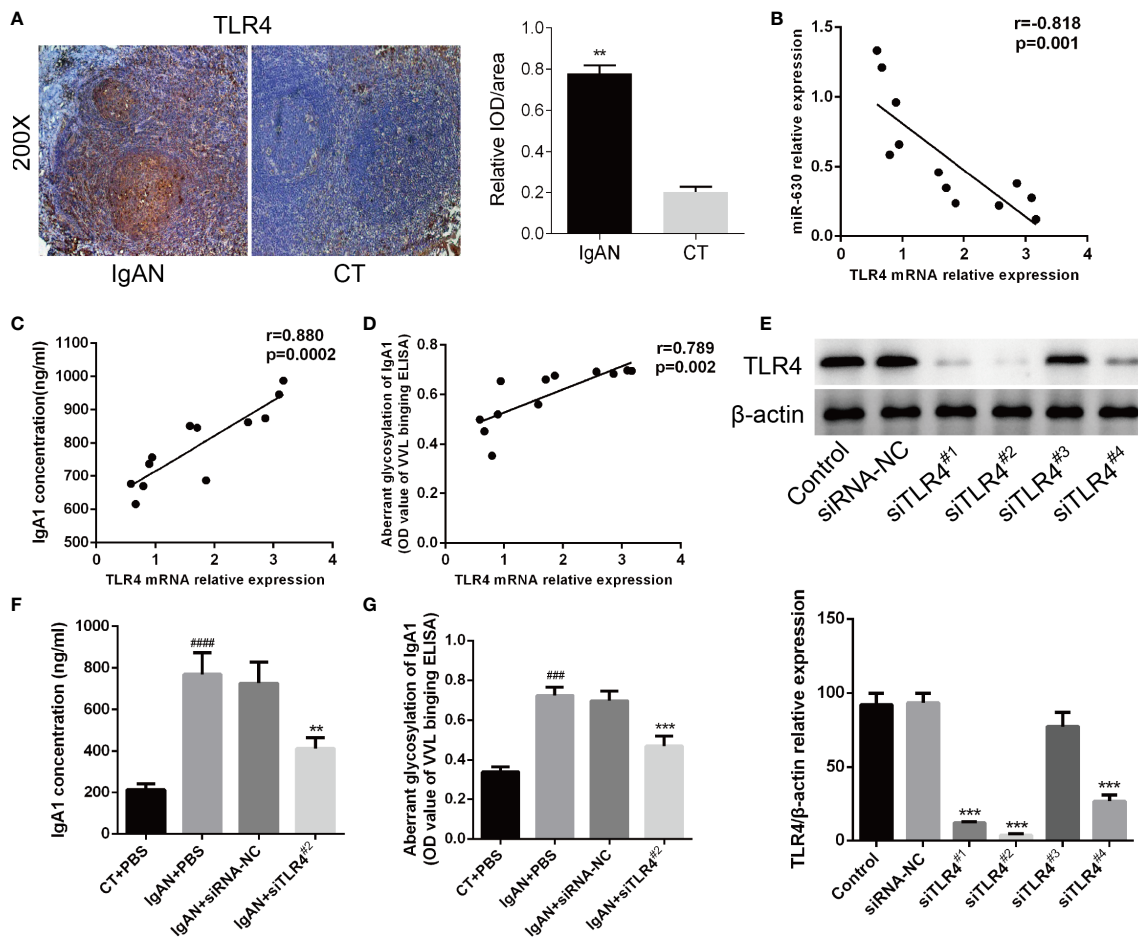 A
TLR4
200X
IgAN
CT
Relative IOD/area
1.0
0.8
0.6
0.4
0.2
0.0
**
IgAN
CT
B
miR-630 relative expression
1.5
1.0
0.5
0.0
r=-0.818
p=0.001
0 1 2 3 4
TLR4 mRNA relative expression
C
IgA1 concentration(ng/ml)
1100
1000
900
800
700
600
500
r=0.880
p=0.0002
0 1 2 3 4
TLR4 mRNA relative expression
D
Aberrant glycosylation of IgA1
(OD value of VVL binging ELISA)
0.8
0.6
0.4
0.2
0.0
r=0.789
p=0.002
0 1 2 3 4
TLR4 mRNA relative expression
E
TLR4
β-actin
Control
siRNA-NC
siTLR4#1
siTLR4#2
siTLR4#3
siTLR4#4
F
IgA1 concentration (ng/ml)
1000
800
600
400
200
0
####
**
CT+PBS
IgAN+PBS
IgAN+siRNA-NC
IgAN+siTLR4#2
G
Aberrant glycosylation of IgA1
(OD value of VVL binging ELISA)
1.0
0.8
0.6
0.4
0.2
0.0
###
***
CT+PBS
IgAN+PBS
IgAN+siRNA-NC
IgAN+siTLR4#2
TLR4/β-actin relative expression
150
100
50
0
***
***
***
Control
siRNA-NC
siTLR4#1
siTLR4#2
siTLR4#3
siTLR4#4